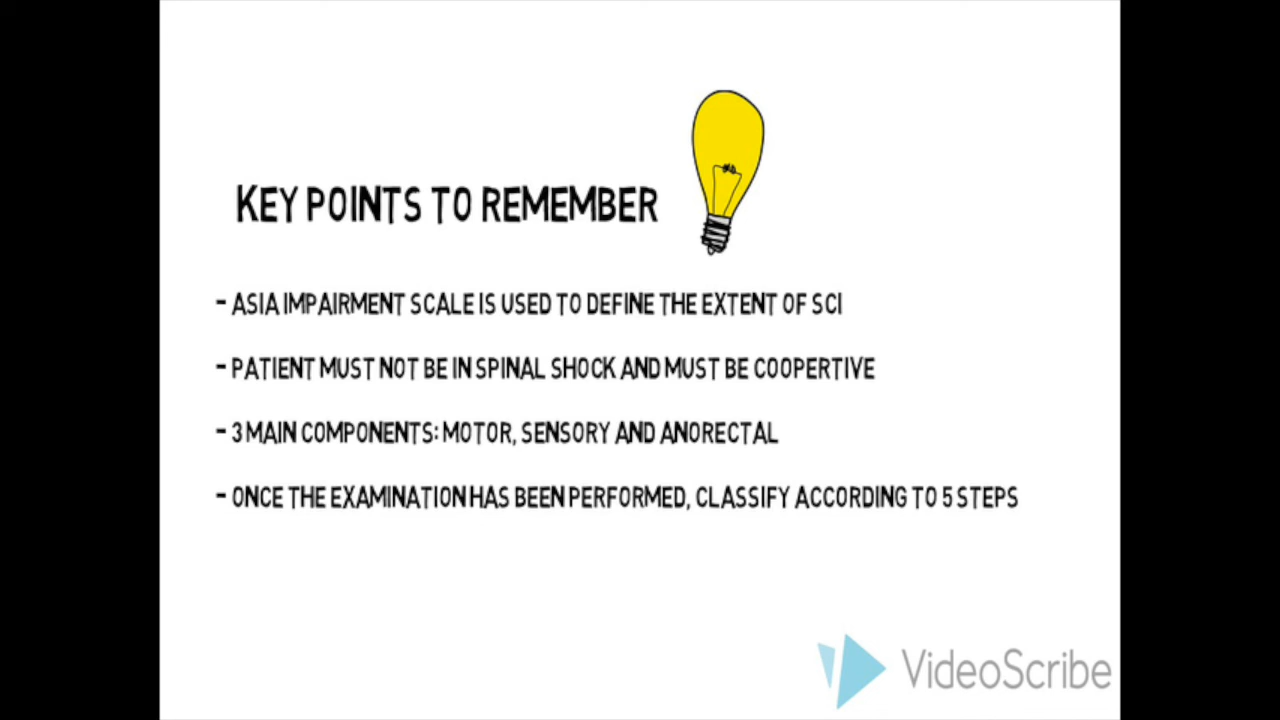 KEY POINTS TO REMEMBER
- ASIA IMPAIRMENT SCALE IS USED TO DEFINE THE EXTENT OF SCI
- PATIENT MUST NOT BE IN SPINAL SHOCK AND MUST BE COOPERTIVE
- 3 MAIN COMPONENTS: MOTOR, SENSORY AND ANORECTAL
- ONCE THE EXAMINATION HAS BEEN PERFORMED, CLASSIFY ACCORDING TO 5 STEPS
VideoScribe